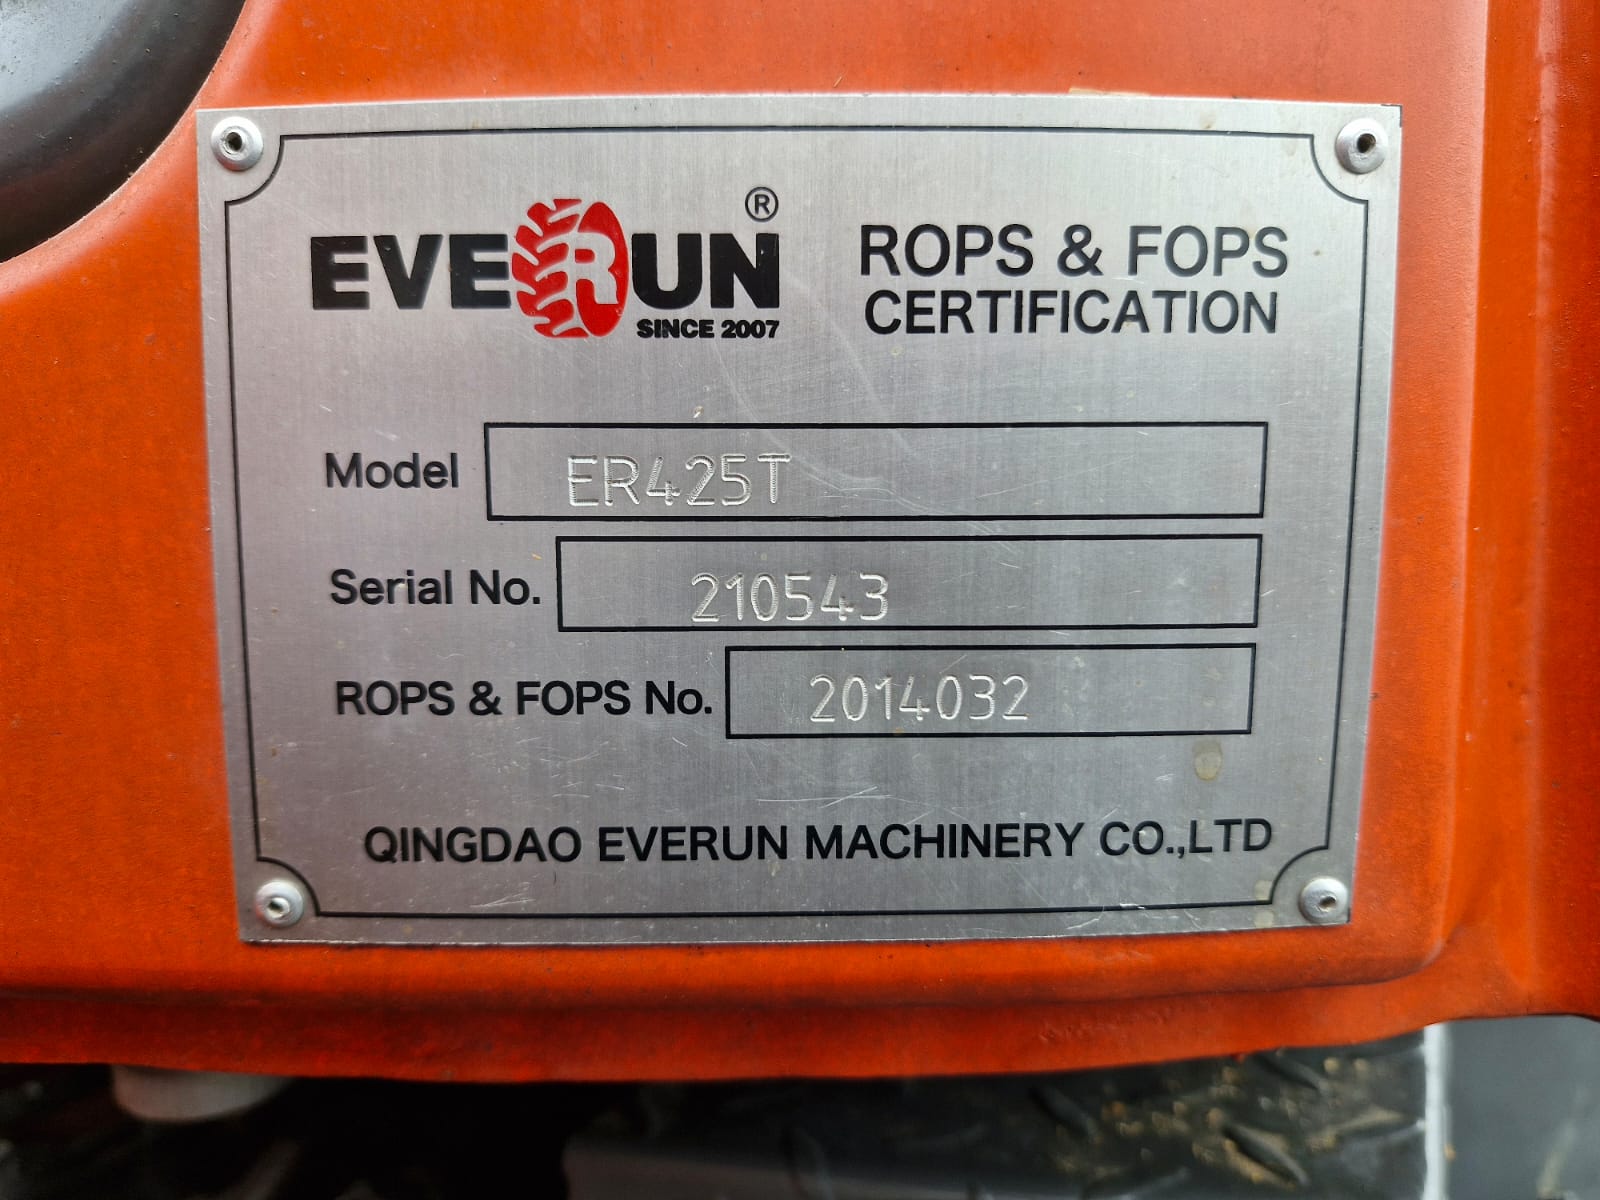 EVERUN®
SINCE 2007
ROPS & FOPS
CERTIFICATION
Model ER425T
Serial No. 210543
ROPS & FOPS No. 2014032
QINGDAO EVERUN MACHINERY CO.,LTD